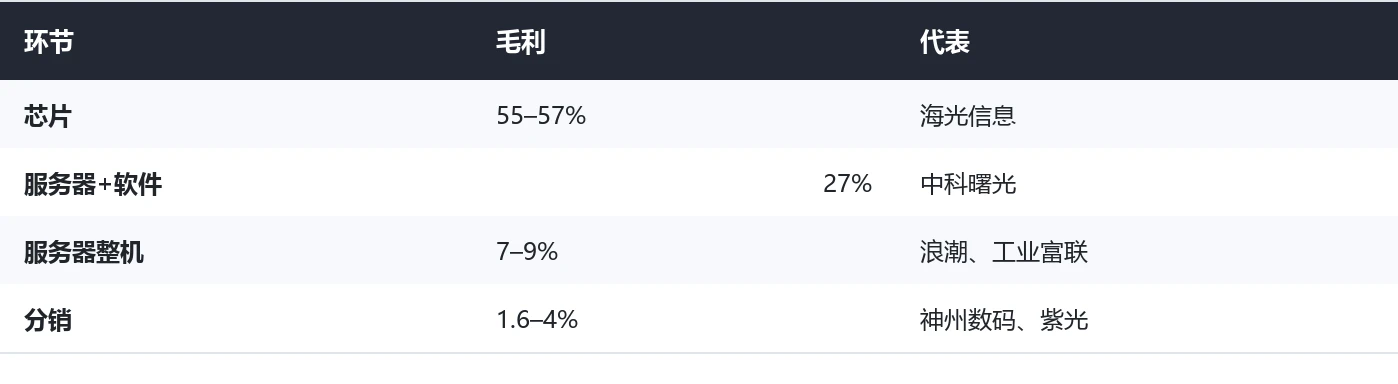 环节 毛利 代表
芯片 55–57% 海光信息
服务器+软件 27% 中科曙光
服务器整机 7–9% 浪潮、工业富联
分销 1.6–4% 神州数码、紫光